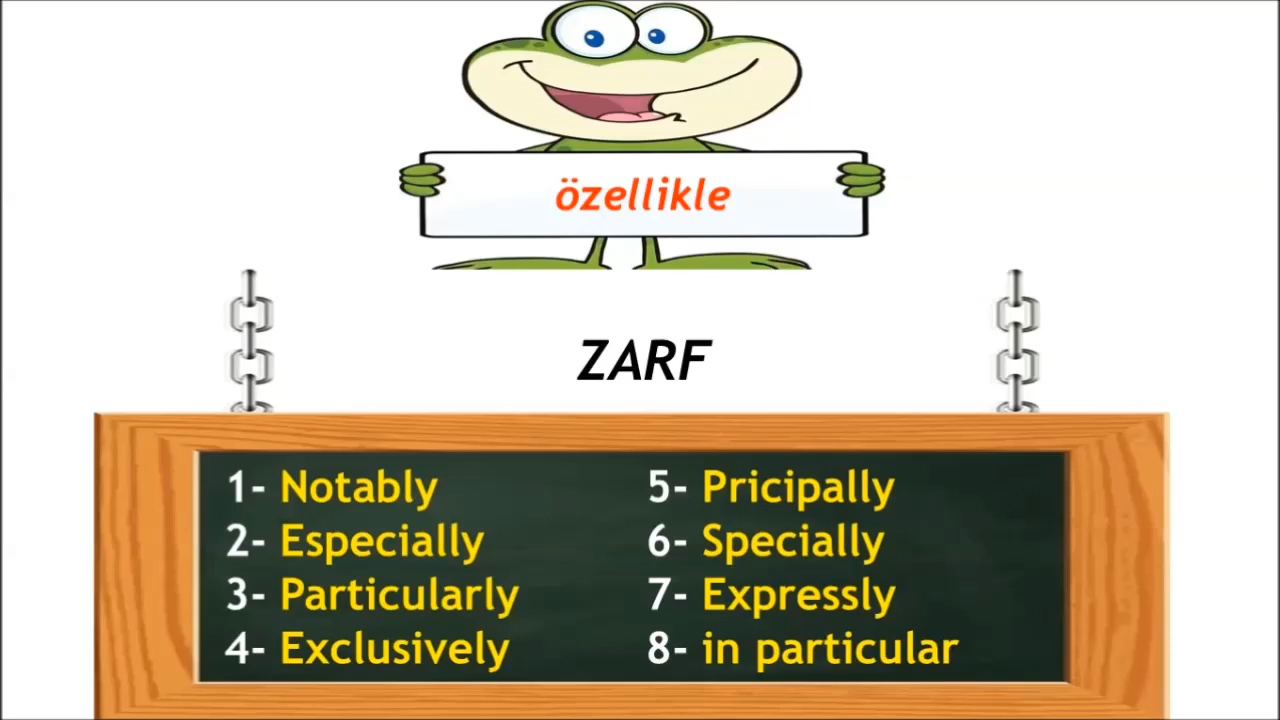 özellikle
ZARF
1- Notably
2- Especially
3- Particularly
4- Exclusively
5- Pricipally
6- Specially
7- Expressly
8- in particular